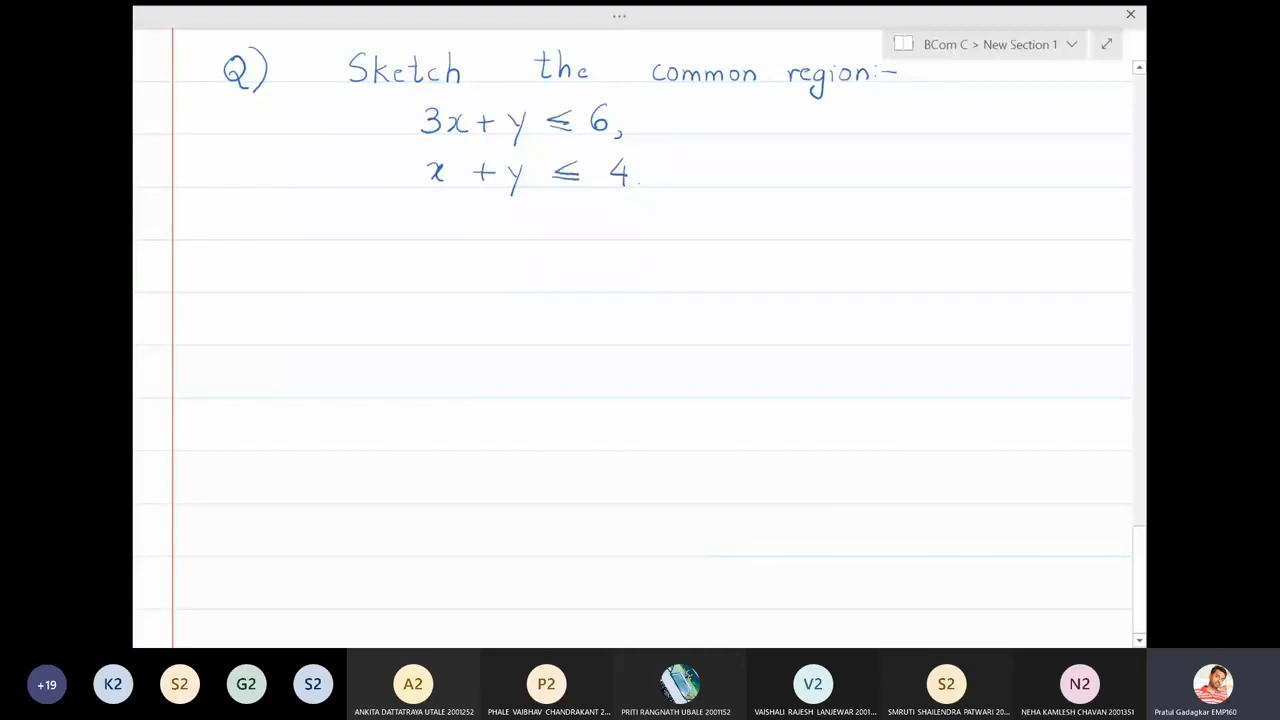 BCom C > New Section 1
Q) Sketch the common region:-
3x + y ≤ 6,
x + y ≤ 4.
+19
K2
S2
G2
S2
A2
ANKITA DATTATRAYA UTALE 2001252
P2
PHALE VAIBHAV CHANDRAKANT 2...
PRITI RANGNATH UBALE 2001152
V2
VAISHALI RAJESH LANJEWAR 2001...
S2
SMRUTI SHAILENDRA PATWARI 20...
N2
NEHA KAMLESH CHAVAN 2001351
Pratul Gadagkar EMP160